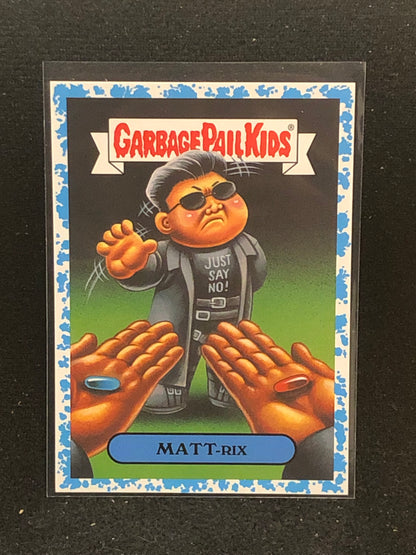 GARBAGE PAIL KIDS®
JUST
SAY
NO!
MATT-RIX